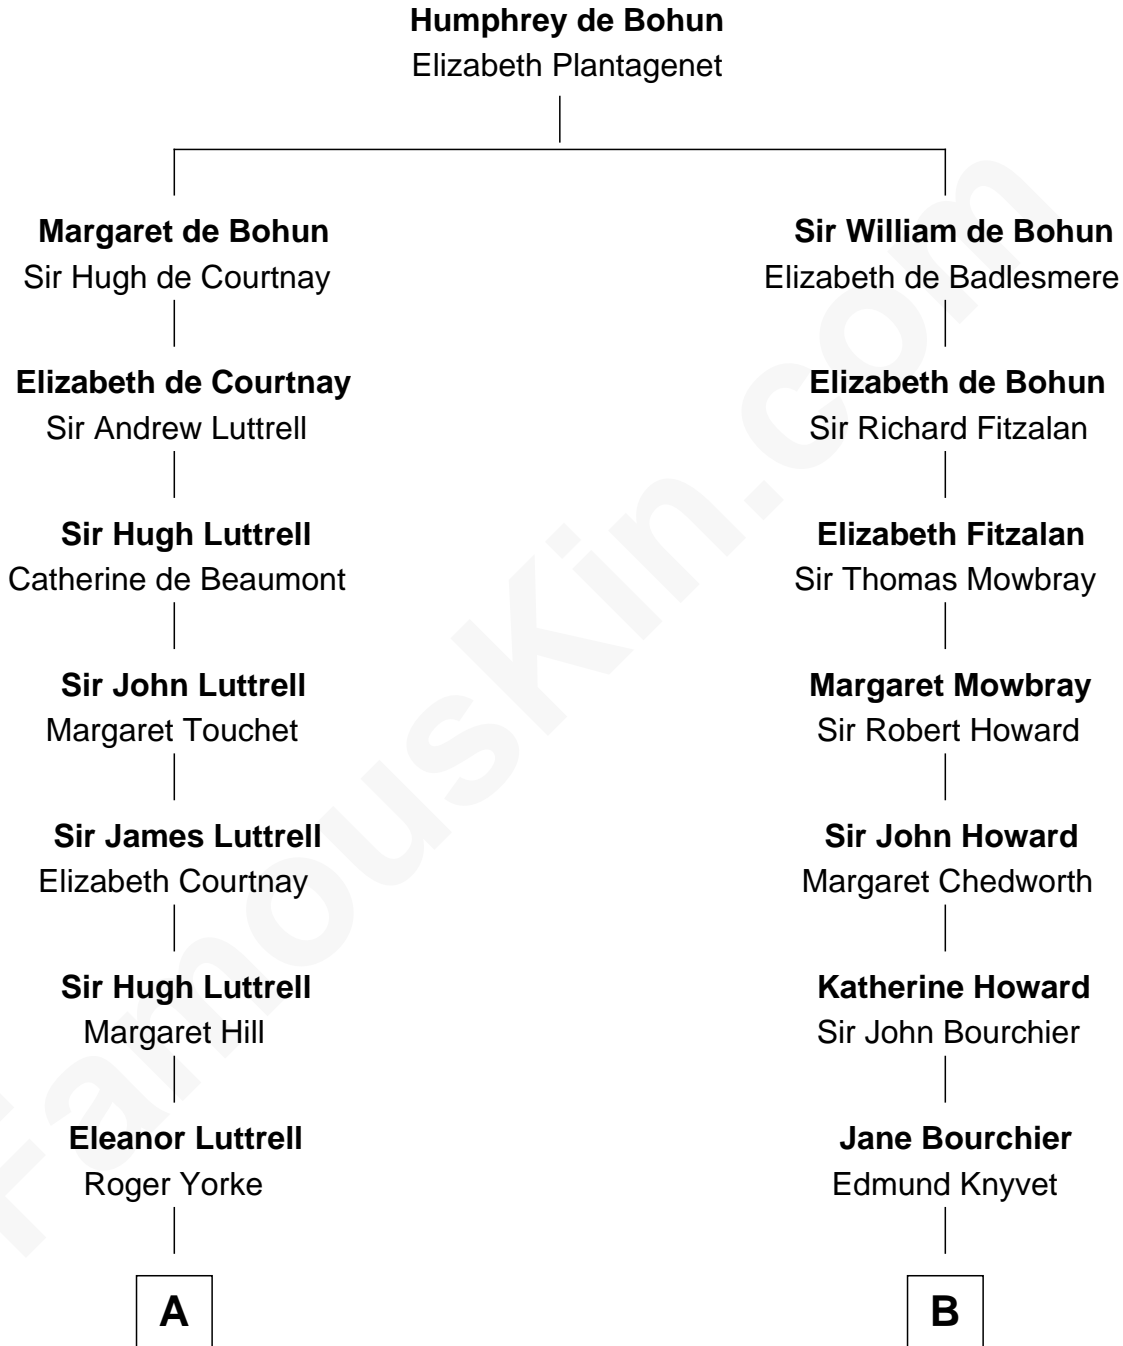 Humphrey de Bohun
Elizabeth Plantagenet
Margaret de Bohun
Sir Hugh de Courtnay
Elizabeth de Courtnay
Sir Andrew Luttrell
Sir Hugh Luttrell
Catherine de Beaumont
Sir John Luttrell
Margaret Touchet
Sir James Luttrell
Elizabeth Courtnay
Sir Hugh Luttrell
Margaret Hill
Eleanor Luttrell
Roger Yorke
A
Sir William de Bohun
Elizabeth de Badlesmere
Elizabeth de Bohun
Sir Richard Fitzalan
Elizabeth Fitzalan
Sir Thomas Mowbray
Margaret Mowbray
Sir Robert Howard
Sir John Howard
Margaret Chedworth
Katherine Howard
Sir John Bourchier
Jane Bourchier
Edmund Knyvet
B
FamousKin.com